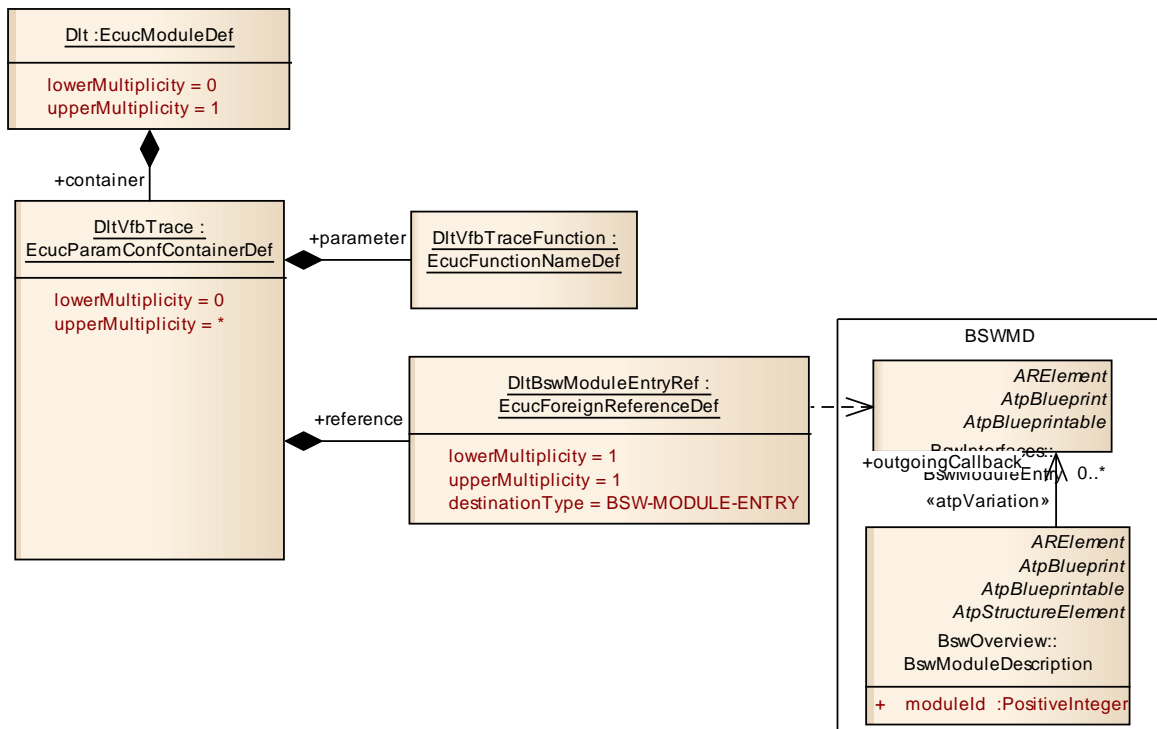 Dlt :EcucModuleDef
lowerMultiplicity = 0
upperMultiplicity = 1
+container
DltVfbTrace :
EcucParamConfContainerDef
lowerMultiplicity = 0
upperMultiplicity = *
+parameter
DltVfbTraceFunction :
EcucFunctionNameDef
+reference
DltBswModuleEntryRef :
EcucForeignReferenceDef
lowerMultiplicity = 1
upperMultiplicity = 1
destinationType = BSW-MODULE-ENTRY
BSWMD
ARElement
AtpBlueprint
AtpBlueprintable
BswInterfaces::
BswModuleEntry
+outgoingCallback
0..*
«atpVariation»
ARElement
AtpBlueprint
AtpBlueprintable
AtpStructureElement
BswOverview::
BswModuleDescription
+ moduleId :PositiveInteger